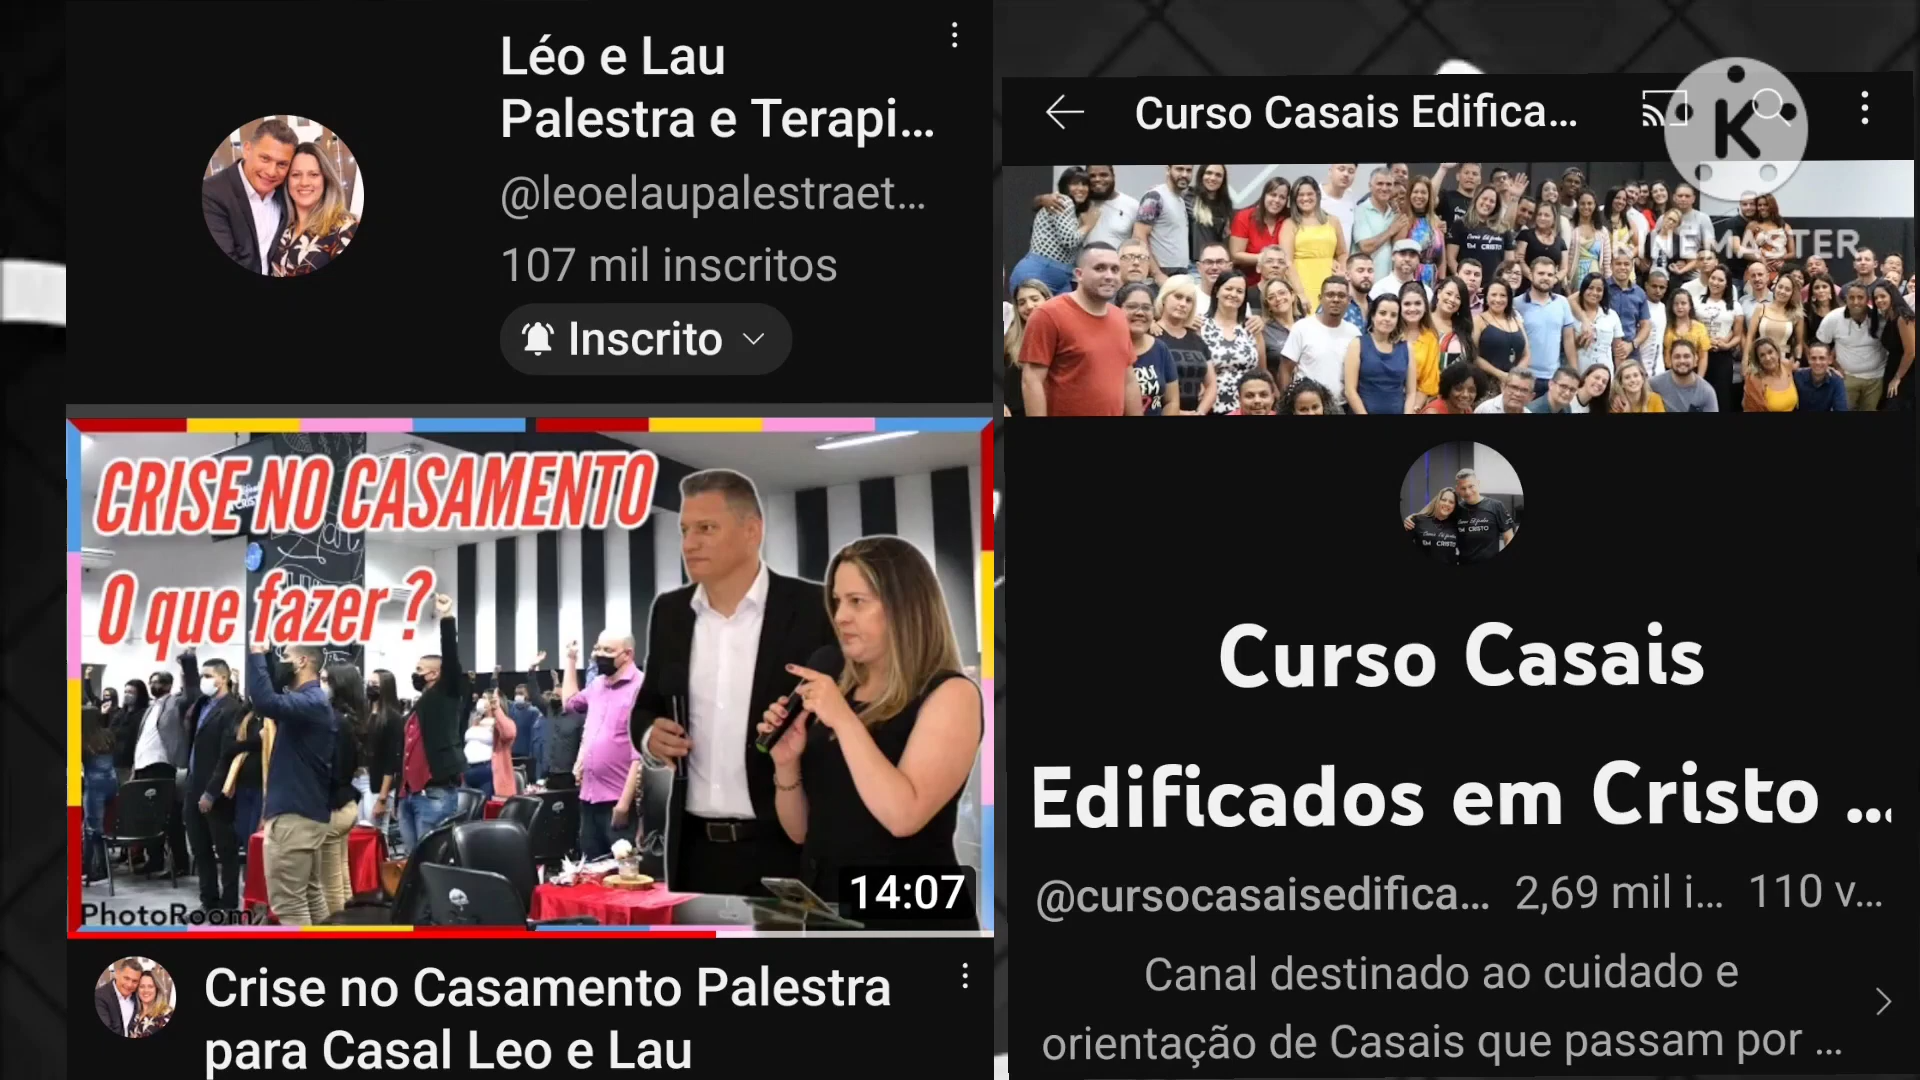 Léo e Lau
Palestra e Terapi...
@leoelaupalestraet...
107 mil inscritos
Inscrito
CRISE NO CASAMENTO
O que fazer ?
PhotoRoom
14:07
Crise no Casamento Palestra
para Casal Leo e Lau
Curso Casais Edifica...
K
KINEMASTER
Curso Casais
Edificados em Cristo ...
@cursocasaisedifica... 2,69 mil i... 110 v...
Canal destinado ao cuidado e
orientação de Casais que passam por ...